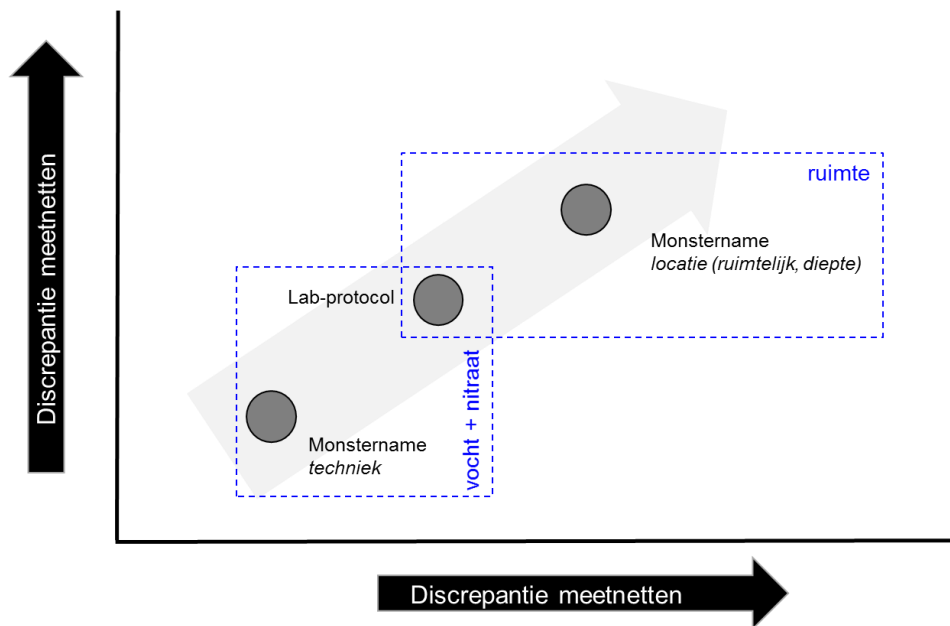 Discrepantie meetnetten
ruimte
Monstername
locatie (ruimtelijk, diepte)
Lab-protocol
vocht + nitraat
Monstername
techniek
Discrepantie meetnetten